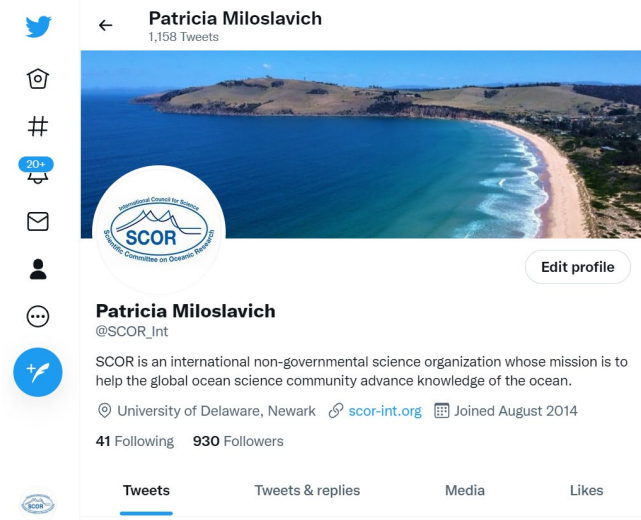 Patricia Miloslavich
1,158 Tweets
20+
International Council for Science
SCOR
Scientific Committee on Oceanic Research
Edit profile
Patricia Miloslavich
@SCOR_Int
SCOR is an international non-governmental science organization whose mission is to
help the global ocean science community advance knowledge of the ocean.
University of Delaware, Newark scor-int.org Joined August 2014
41 Following 930 Followers
Tweets Tweets & replies Media Likes
SCOR